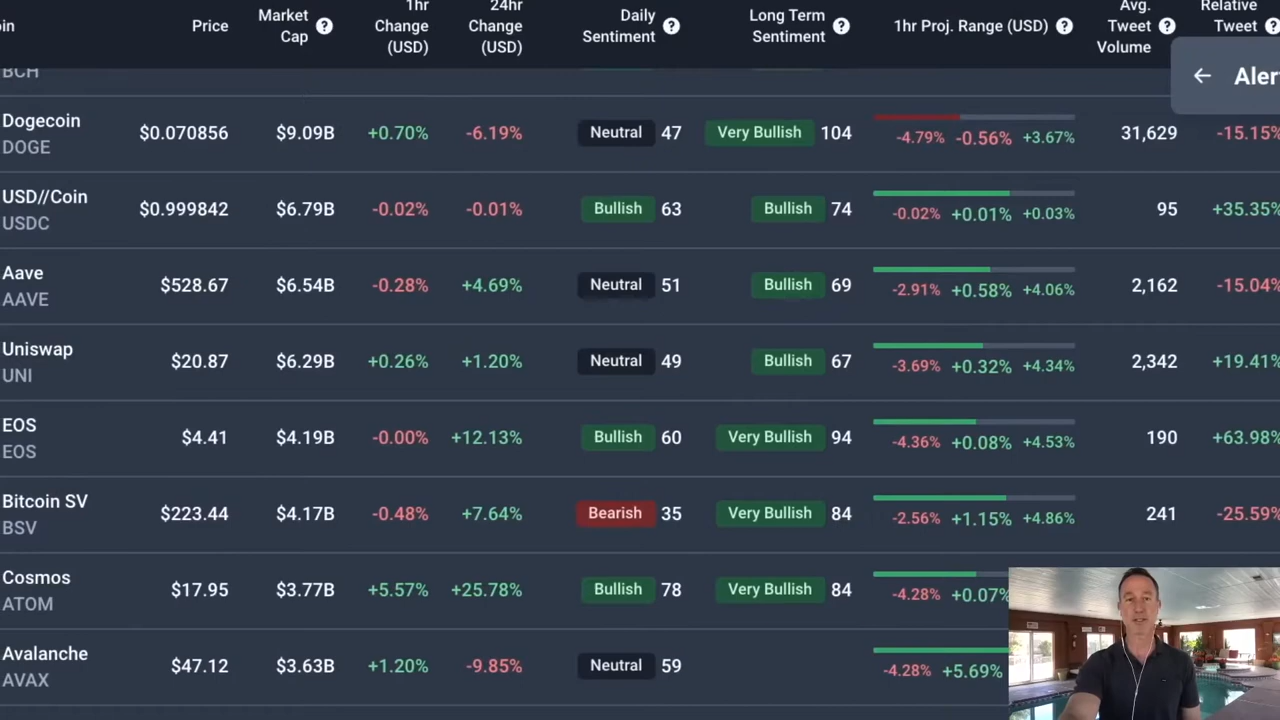 oin Price Market Cap 1hr Change (USD) 24hr Change (USD) Daily Sentiment ? Long Term Sentiment ? 1hr Proj. Range (USD) ? Avg. Tweet Volume ? Relative Tweet ?
← Aler
BCH
Dogecoin DOGE $0.070856 $9.09B +0.70% -6.19% Neutral 47 Very Bullish 104 -4.79% -0.56% +3.67% 31,629 -15.15%
USD//Coin USDC $0.999842 $6.79B -0.02% -0.01% Bullish 63 Bullish 74 -0.02% +0.01% +0.03% 95 +35.35%
Aave AAVE $528.67 $6.54B -0.28% +4.69% Neutral 51 Bullish 69 -2.91% +0.58% +4.06% 2,162 -15.04%
Uniswap UNI $20.87 $6.29B +0.26% +1.20% Neutral 49 Bullish 67 -3.69% +0.32% +4.34% 2,342 +19.41%
EOS EOS $4.41 $4.19B -0.00% +12.13% Bullish 60 Very Bullish 94 -4.36% +0.08% +4.53% 190 +63.98%
Bitcoin SV BSV $223.44 $4.17B -0.48% +7.64% Bearish 35 Very Bullish 84 -2.56% +1.15% +4.86% 241 -25.59%
Cosmos ATOM $17.95 $3.77B +5.57% +25.78% Bullish 78 Very Bullish 84 -4.28% +0.07%
Avalanche AVAX $47.12 $3.63B +1.20% -9.85% Neutral 59 -4.28% +5.69%